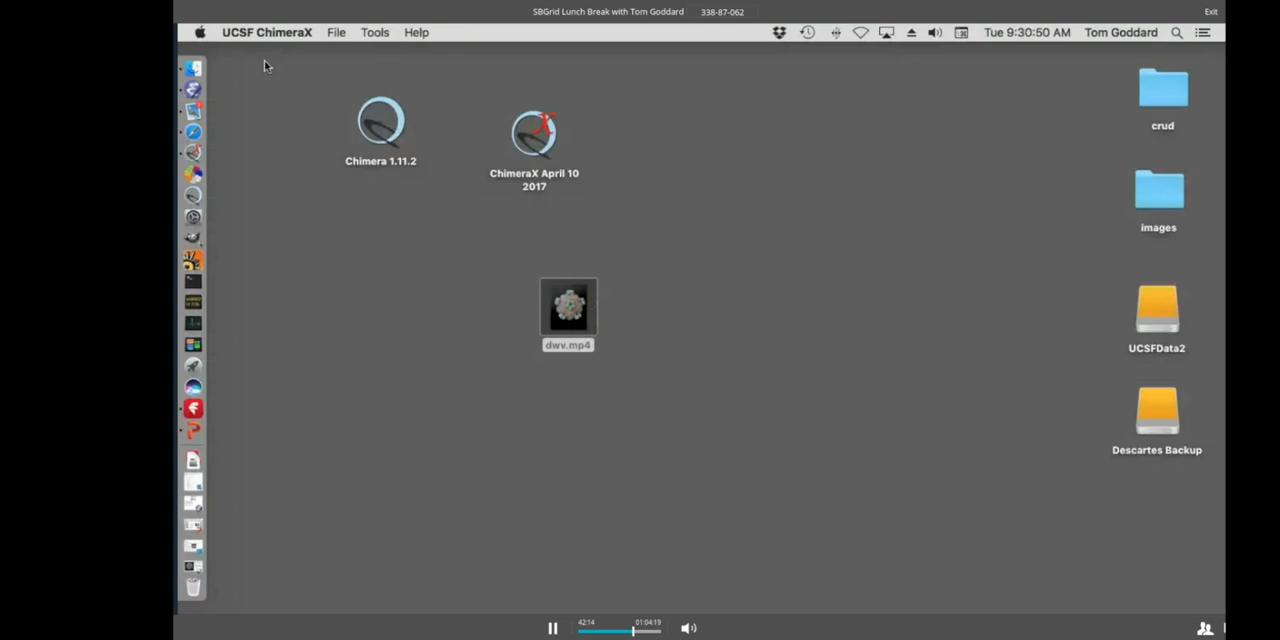 SBGrid Lunch Break with Tom Goddard 338-87-062 Exit
UCSF ChimeraX File Tools Help Tue 9:30:50 AM Tom Goddard
crud
Chimera 1.11.2
ChimeraX April 10
2017
images
dwv.mp4
UCSFData2
Descartes Backup
42:14 01:04:19